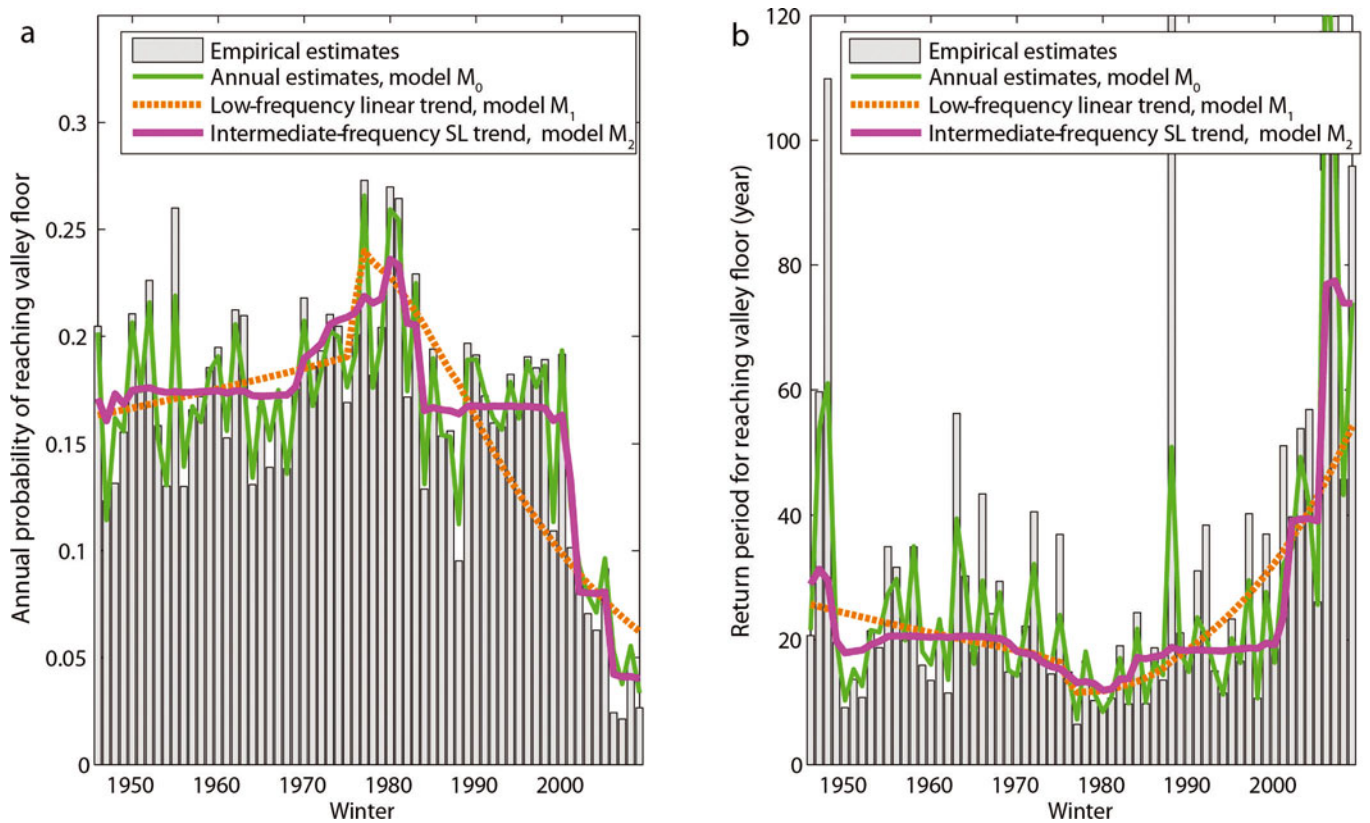 a
Empirical estimates
Annual estimates, model M₀
Low-frequency linear trend, model M₁
Intermediate-frequency SL trend, model M₂
Annual probability of reaching valley floor
0.3
0.25
0.2
0.15
0.1
0.05
0
1950 1960 1970 1980 1990 2000
Winter
b
Empirical estimates
Annual estimates, model M₀
Low-frequency linear trend, model M₁
Intermediate-frequency SL trend, model M₂
Return period for reaching valley floor (year)
120
100
80
60
40
20
0
1950 1960 1970 1980 1990 2000
Winter